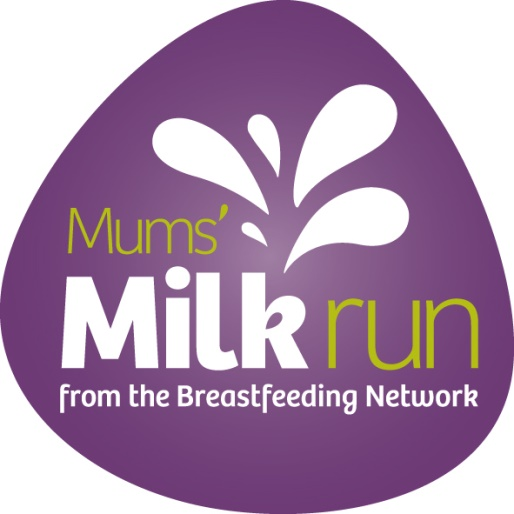 Mums’
Milk run
from the Breastfeeding Network